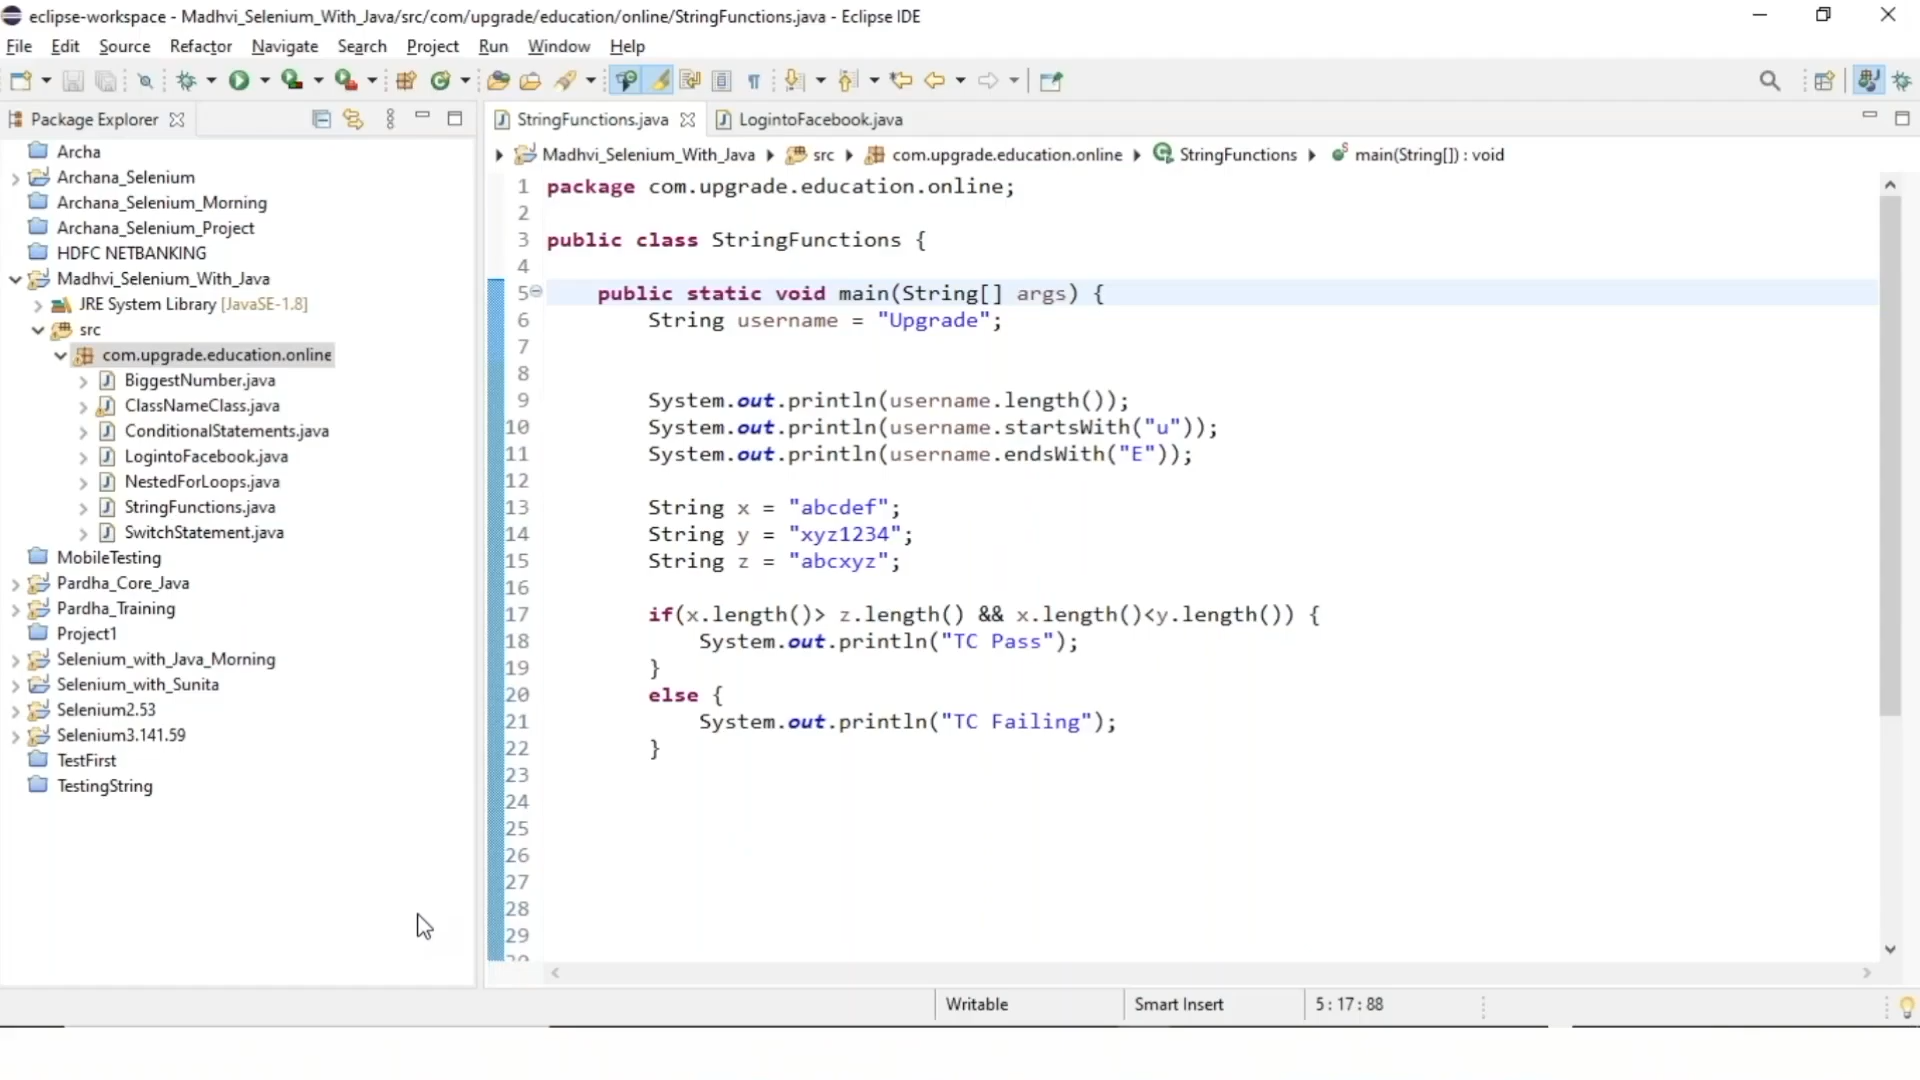 eclipse-workspace - Madhvi_Selenium_With_Java/src/com/upgrade/education/online/StringFunctions.java - Eclipse IDE
File Edit Source Refactor Navigate Search Project Run Window Help
Package Explorer
Archa
Archana_Selenium
Archana_Selenium_Morning
Archana_Selenium_Project
HDFC NETBANKING
Madhvi_Selenium_With_Java
JRE System Library [JavaSE-1.8]
src
com.upgrade.education.online
BiggestNumber.java
ClassNameClass.java
ConditionalStatements.java
LogintoFacebook.java
NestedForLoops.java
StringFunctions.java
SwitchStatement.java
MobileTesting
Pardha_Core_Java
Pardha_Training
Project1
Selenium_with_Java_Morning
Selenium_with_Sunita
Selenium2.53
Selenium3.141.59
TestFirst
TestingString
StringFunctions.java LogintoFacebook.java
Madhvi_Selenium_With_Java src com.upgrade.education.online StringFunctions main(String[]) : void
1 package com.upgrade.education.online;
2
3 public class StringFunctions {
4
5 public static void main(String[] args) {
6 String username = "Upgrade";
7
8
9 System.out.println(username.length());
10 System.out.println(username.startsWith("u"));
11 System.out.println(username.endsWith("E"));
12
13 String x = "abcdef";
14 String y = "xyz1234";
15 String z = "abcxyz";
16
17 if(x.length()> z.length() && x.length()<y.length()) {
18 System.out.println("TC Pass");
19 }
20 else {
21 System.out.println("TC Failing");
22 }
23
24
25
26
27
28
29
Writable Smart Insert 5 : 17 : 88